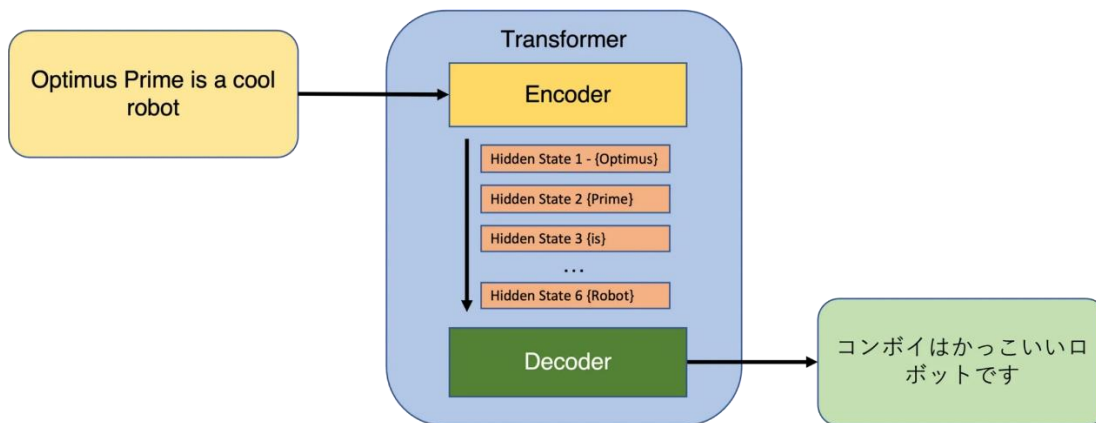 Transformer
Optimus Prime is a cool
robot
Encoder
Hidden State 1 - {Optimus}
Hidden State 2 {Prime}
Hidden State 3 {is}
...
Hidden State 6 {Robot}
Decoder
コンボイはかっこいいロ
ボットです